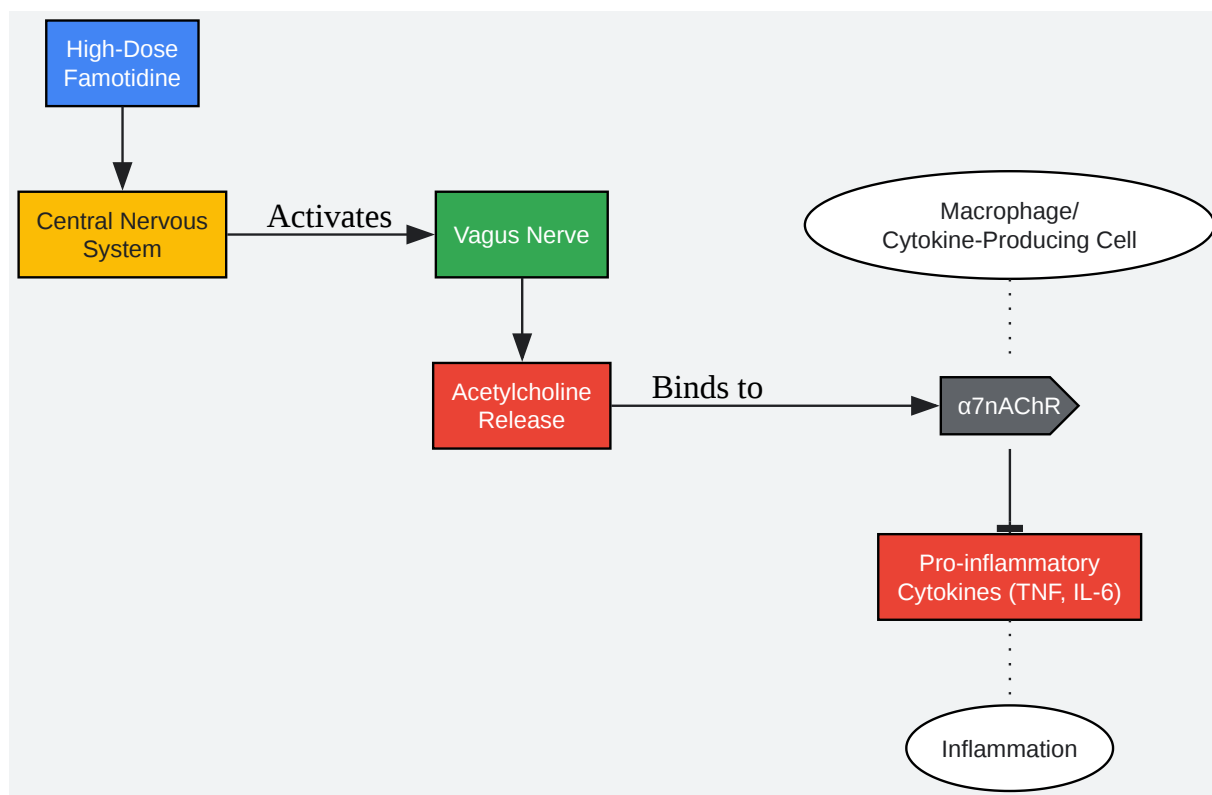 High-Dose
Famotidine
Central Nervous
System
Activates
Vagus Nerve
Macrophage/
Cytokine-Producing Cell
Acetylcholine
Release
Binds to
α7nAChR
Pro-inflammatory
Cytokines (TNF, IL-6)
Inflammation